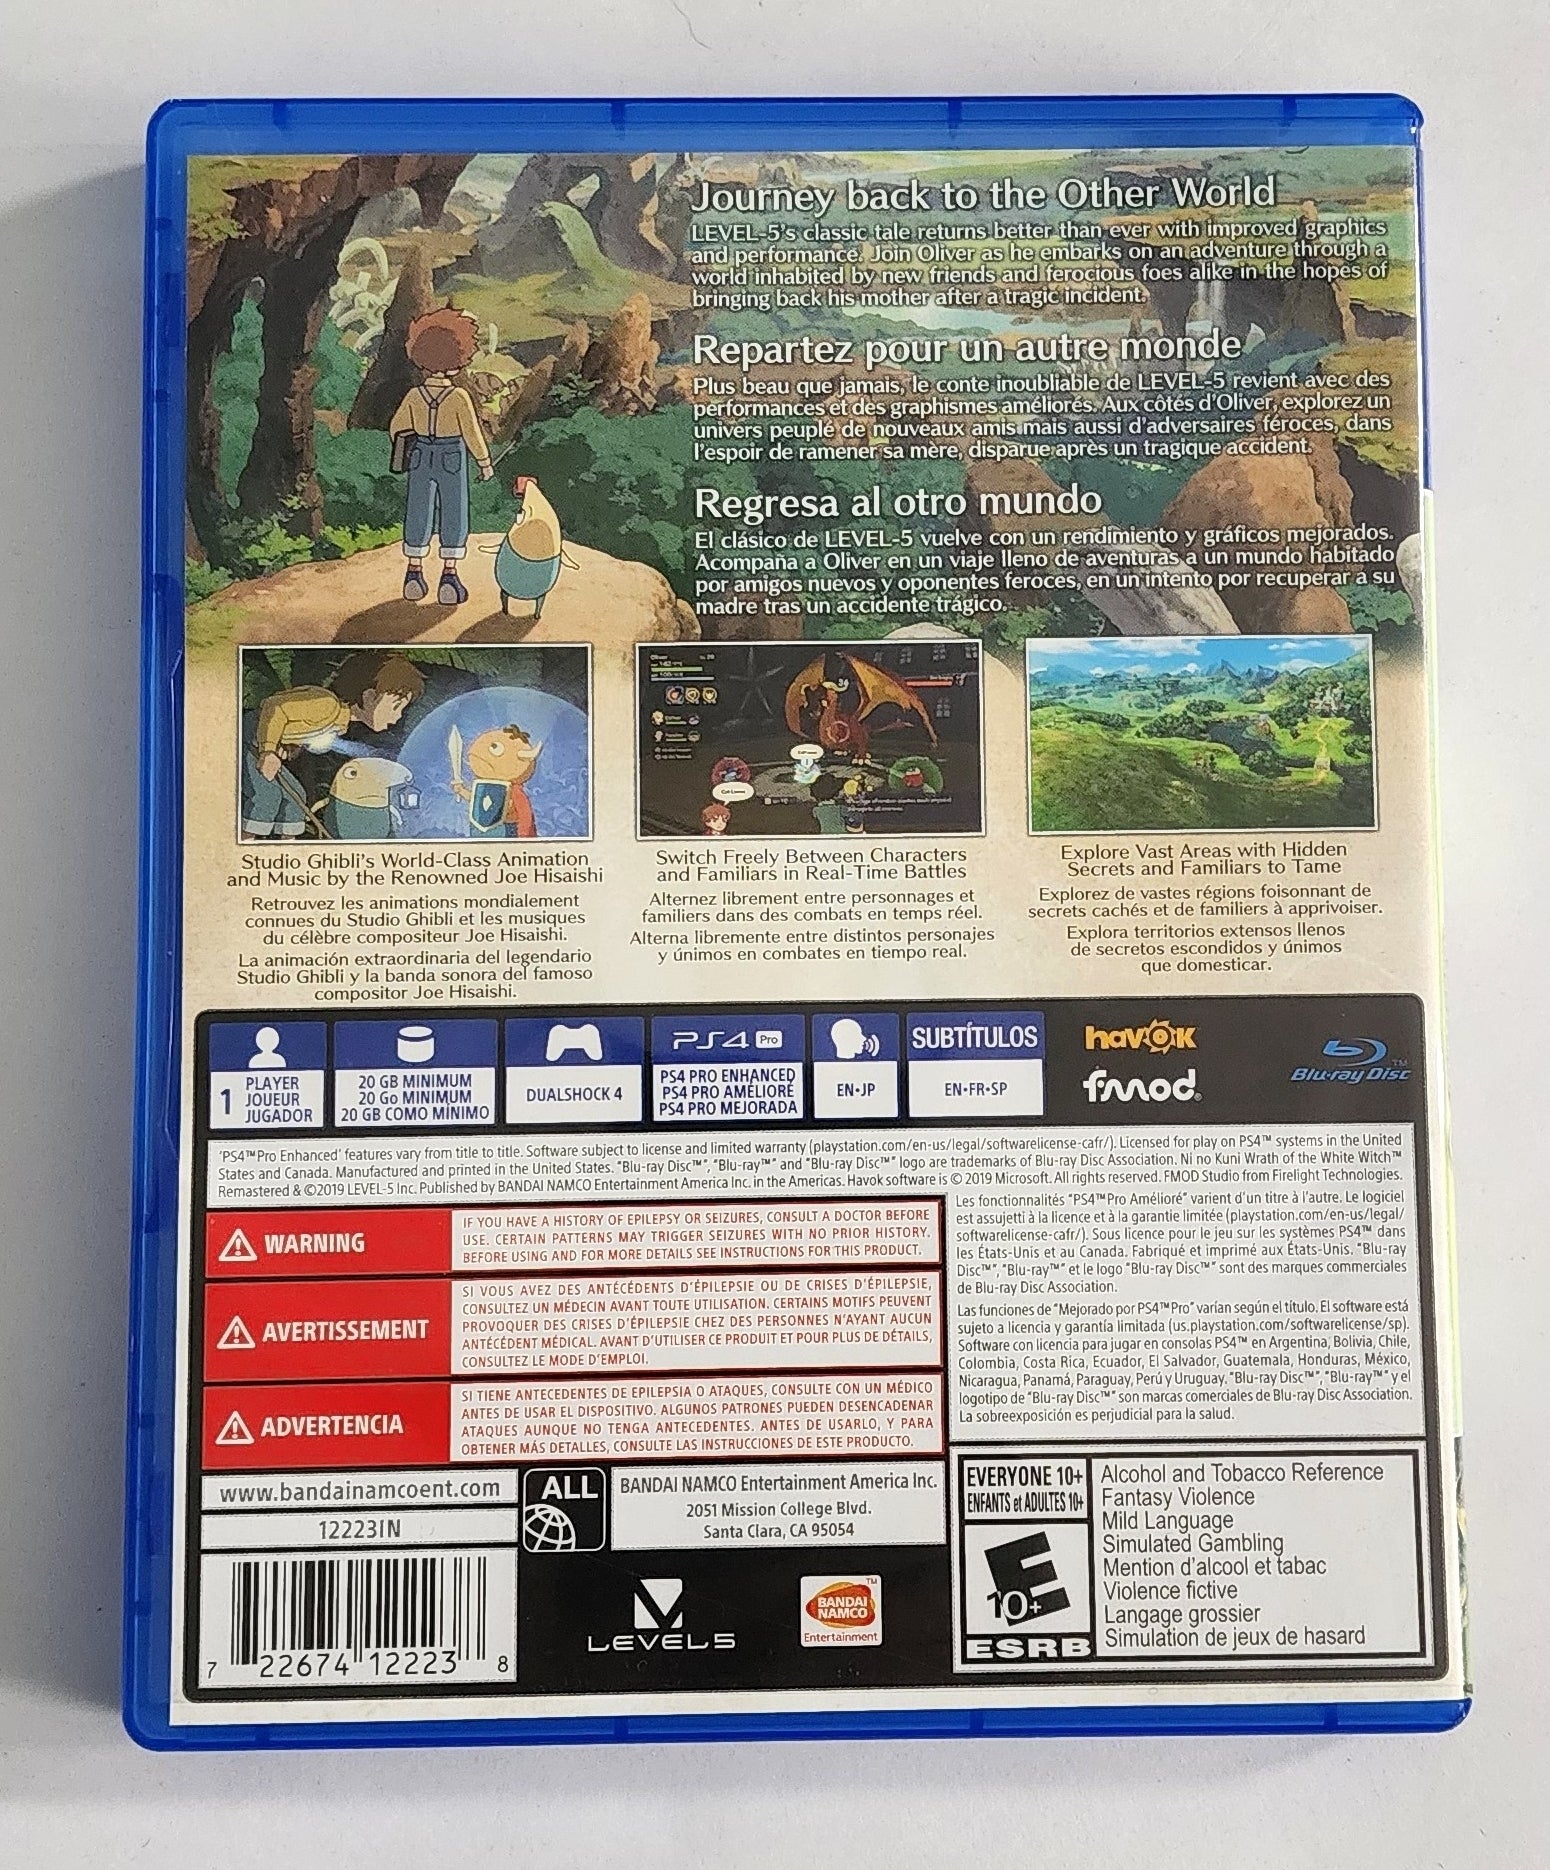 Journey back to the Other World
LEVEL-5's classic tale returns better than ever with improved graphics
and performance. Join Oliver as he embarks on an adventure through a
world inhabited by new friends and ferocious foes alike in the hopes of
bringing back his mother after a tragic incident.
Repartez pour un autre monde
Plus beau que jamais, le conte inoubliable de LEVEL-5 revient avec des
performances et des graphismes améliorés. Aux côtés d'Oliver, explorez un
univers peuplé de nouveaux amis mais aussi d'adversaires féroces, dans
l'espoir de ramener sa mère, disparue après un tragique accident.
Regresa al otro mundo
El clásico de LEVEL-5 vuelve con un rendimiento y gráficos mejorados.
Acompaña a Oliver en un viaje lleno de aventuras a un mundo habitado
por amigos nuevos y oponentes feroces, en un intento por recuperar a su
madre tras un accidente trágico.
Studio Ghibli's World-Class Animation
and Music by the Renowned Joe Hisaishi
Retrouvez les animations mondialement
connues du Studio Ghibli et les musiques
du célèbre compositeur Joe Hisaishi.
La animación extraordinaria del legendario
Studio Ghibli y la banda sonora del famoso
compositor Joe Hisaishi.
Switch Freely Between Characters
and Familiars in Real-Time Battles
Alternez librement entre personnages et
familiers dans des combats en temps réel.
Alterna libremente entre distintos personajes
y únimos en combates en tiempo real.
Explore Vast Areas with Hidden
Secrets and Familiars to Tame
Explorez de vastes régions foisonnant de
secrets cachés et de familiers à apprivoiser.
Explora territorios extensos llenos
de secretos escondidos y únimos
que domesticar.
1 PLAYER
JOUEUR
JUGADOR
20 GB MINIMUM
20 Go MINIMUM
20 GB COMO MÍNIMO
DUALSHOCK 4
PS4 Pro
PS4 PRO ENHANCED
PS4 PRO AMÉLIORÉ
PS4 PRO MEJORADA
EN•JP
SUBTÍTULOS
EN•FR•SP
havok
fmod
Blu-ray Disc™
'PS4™Pro Enhanced' features vary from title to title. Software subject to license and limited warranty (playstation.com/en-us/legal/softwarelicense-cafr/). Licensed for play on PS4™ systems in the United
States and Canada. Manufactured and printed in the United States. "Blu-ray Disc™", "Blu-ray™" and "Blu-ray Disc™" logo are trademarks of Blu-ray Disc Association. Ni no Kuni Wrath of the White Witch™
Remastered & ©2019 LEVEL-5 Inc. Published by BANDAI NAMCO Entertainment America Inc. in the Americas. Havok software is © 2019 Microsoft. All rights reserved. FMOD Studio from Firelight Technologies.
WARNING
IF YOU HAVE A HISTORY OF EPILEPSY OR SEIZURES, CONSULT A DOCTOR BEFORE
USE. CERTAIN PATTERNS MAY TRIGGER SEIZURES WITH NO PRIOR HISTORY.
BEFORE USING AND FOR MORE DETAILS SEE INSTRUCTIONS FOR THIS PRODUCT.
AVERTISSEMENT
SI VOUS AVEZ DES ANTÉCÉDENTS D'ÉPILEPSIE OU DE CRISES D'ÉPILEPSIE,
CONSULTEZ UN MÉDECIN AVANT TOUTE UTILISATION. CERTAINS MOTIFS PEUVENT
PROVOQUER DES CRISES D'ÉPILEPSIE CHEZ DES PERSONNES N'AYANT AUCUN
ANTÉCÉDENT MÉDICAL. AVANT D'UTILISER CE PRODUIT ET POUR PLUS DE DÉTAILS,
CONSULTEZ LE MODE D'EMPLOI.
ADVERTENCIA
SI TIENE ANTECEDENTES DE EPILEPSIA O ATAQUES, CONSULTE CON UN MÉDICO
ANTES DE USAR EL DISPOSITIVO. ALGUNOS PATRONES PUEDEN DESENCADENAR
ATAQUES AUNQUE NO TENGA ANTECEDENTES. ANTES DE USARLO, Y PARA
OBTENER MÁS DETALLES, CONSULTE LAS INSTRUCCIONES DE ESTE PRODUCTO.
Les fonctionnalités "PS4™Pro Amélioré" varient d'un titre à l'autre. Le logiciel
est assujetti à la licence et à la garantie limitée (playstation.com/en-us/legal/
softwarelicense-cafr/). Sous licence pour le jeu sur les systèmes PS4™ dans
les États-Unis et au Canada. Fabriqué et imprimé aux États-Unis. "Blu-ray
Disc™", "Blu-ray™" et le logo "Blu-ray Disc™" sont des marques commerciales
de Blu-ray Disc Association.
Las funciones de "Mejorado por PS4™Pro" varían según el título. El software está
sujeto a licencia y garantía limitada (us.playstation.com/softwarelicense/sp).
Software con licencia para jugar en consolas PS4™ en Argentina, Bolivia, Chile,
Colombia, Costa Rica, Ecuador, El Salvador, Guatemala, Honduras, México,
Nicaragua, Panamá, Paraguay, Perú y Uruguay. "Blu-ray Disc™", "Blu-ray™" y el
logotipo de "Blu-ray Disc™" son marcas comerciales de Blu-ray Disc Association.
La sobreexposición es perjudicial para la salud.
www.bandainamcoent.com
12223IN
7 22674 12223 8
ALL
BANDAI NAMCO Entertainment America Inc.
2051 Mission College Blvd.
Santa Clara, CA 95054
LEVEL5
BANDAI
NAMCO
Entertainment
EVERYONE 10+
ENFANTS et ADULTES 10+
E
10+
ESRB
Alcohol and Tobacco Reference
Fantasy Violence
Mild Language
Simulated Gambling
Mention d'alcool et tabac
Violence fictive
Langage grossier
Simulation de jeux de hasard